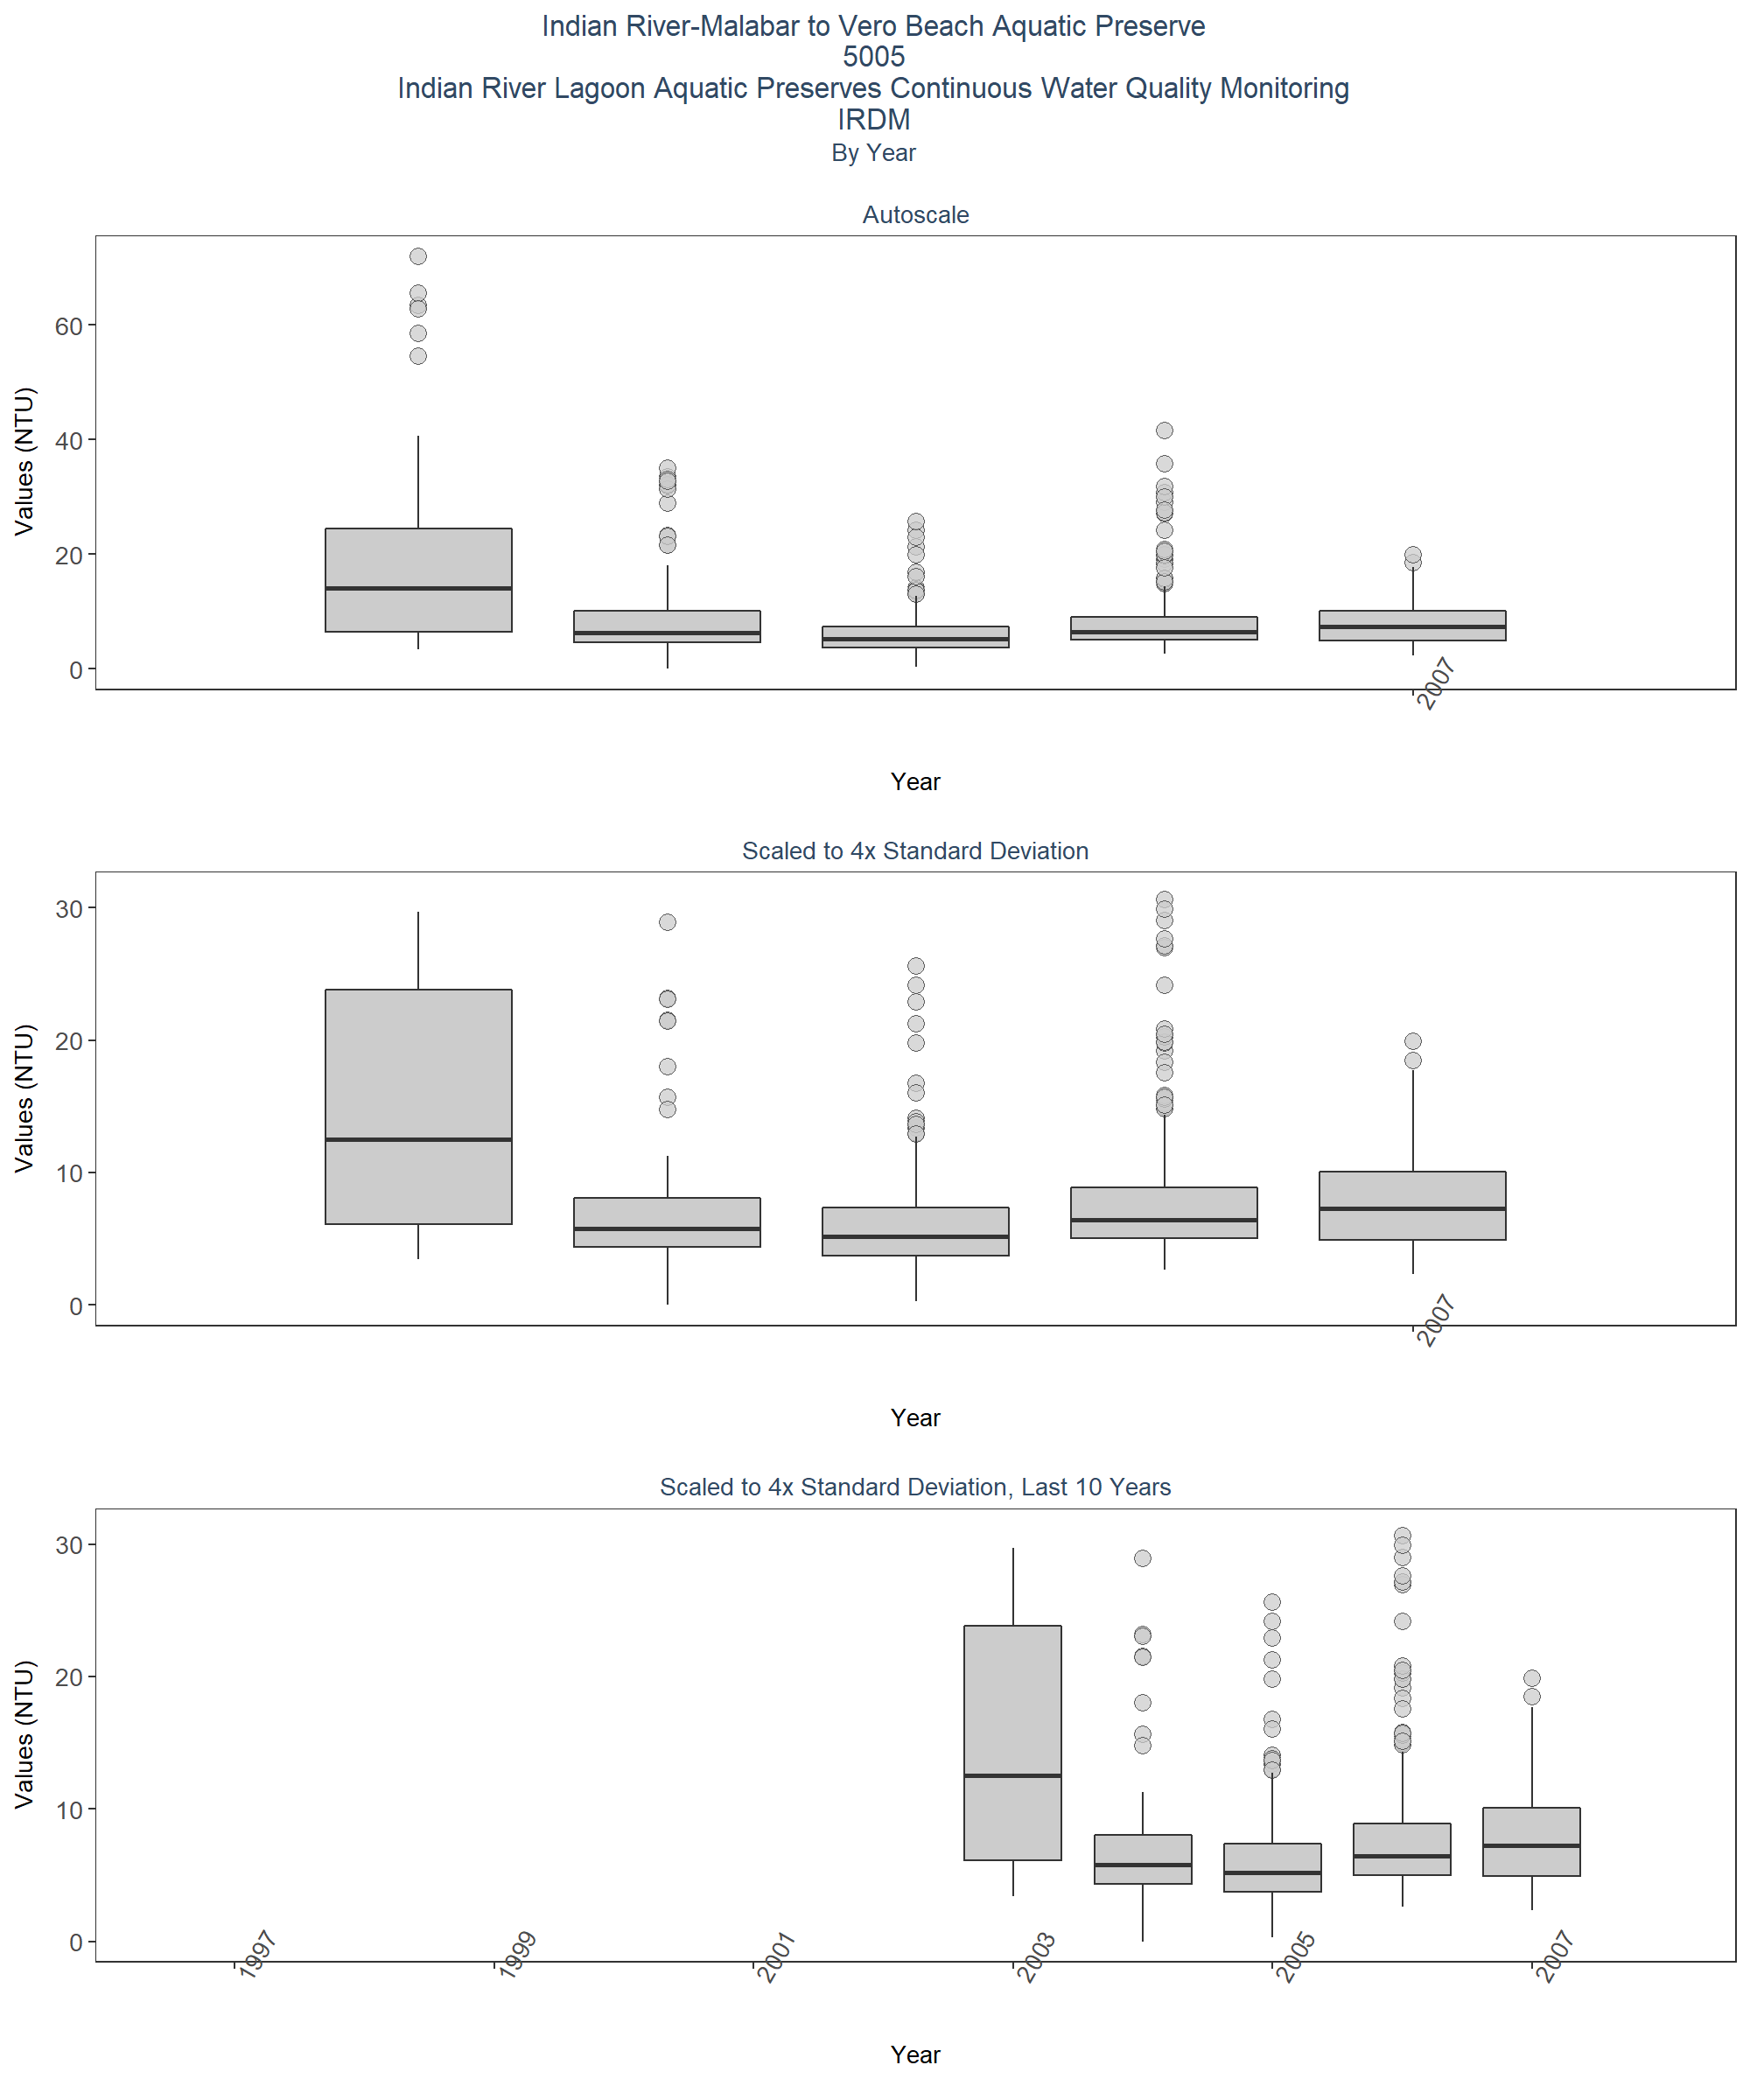 Indian River-Malabar to Vero Beach Aquatic Preserve
5005
Indian River Lagoon Aquatic Preserves Continuous Water Quality Monitoring
IRDM
By Year
Autoscale
Values (NTU)
60
40
20
0
2007
Year
Scaled to 4x Standard Deviation
Values (NTU)
30
20
10
0
2007
Year
Scaled to 4x Standard Deviation, Last 10 Years
Values (NTU)
30
20
10
0
1997
1999
2001
2003
2005
2007
Year